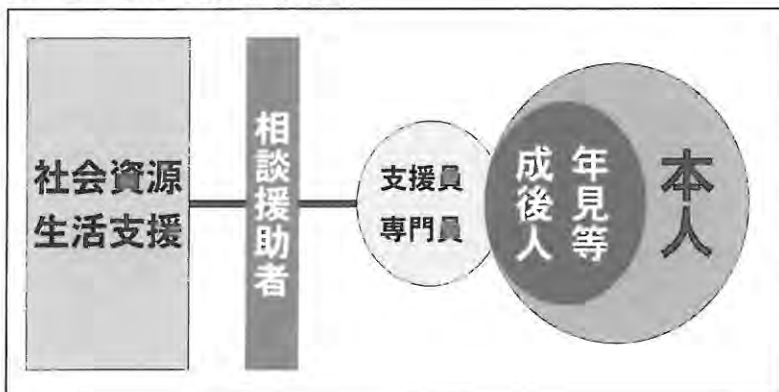 社会資源
生活支援
相談援助者
支援員
専門員
成年
後見
人等
本人